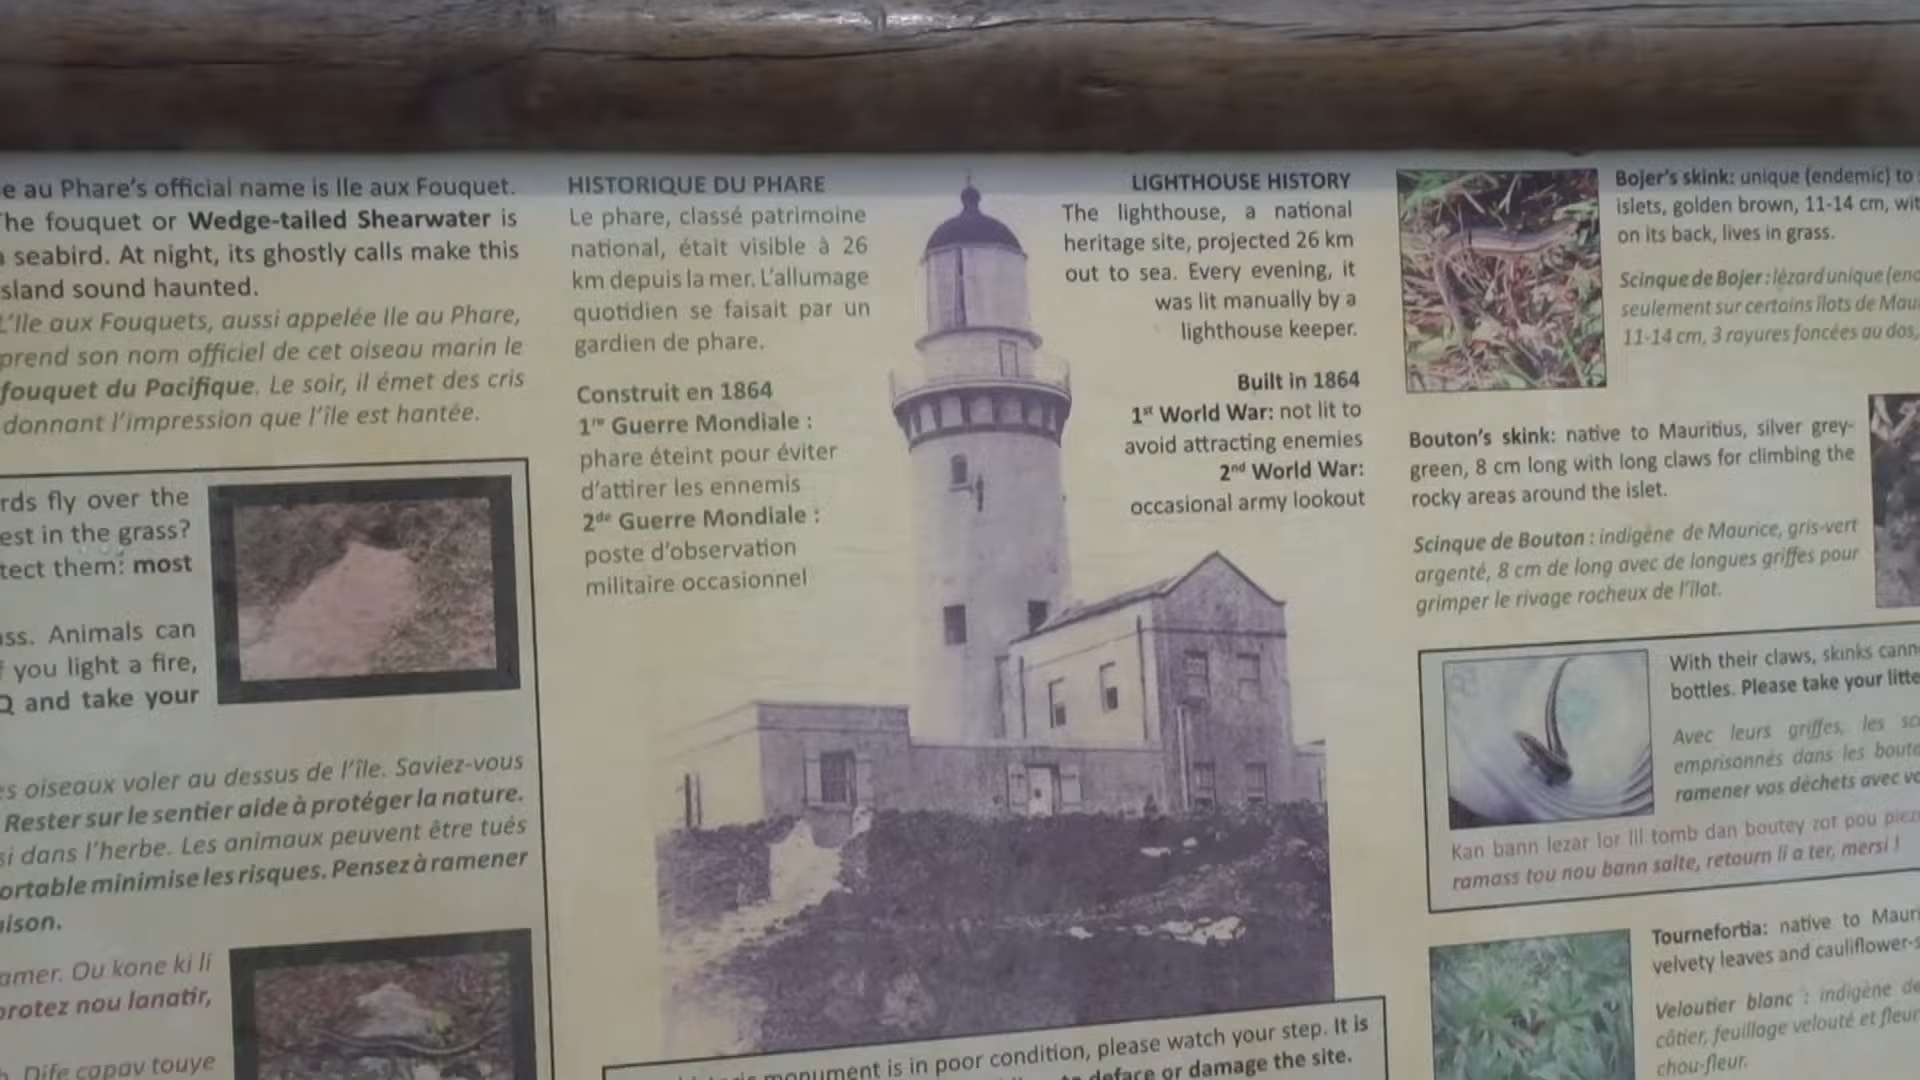 e au Phare's official name is Ile aux Fouquet.
The fouquet or Wedge-tailed Shearwater is
a seabird. At night, its ghostly calls make this
sland sound haunted.
L'Ile aux Fouquets, aussi appelée Ile au Phare,
prend son nom officiel de cet oiseau marin le
fouquet du Pacifique. Le soir, il émet des cris
donnant l'impression que l'île est hantée.
rds fly over the
est in the grass?
tect them: most
ass. Animals can
f you light a fire,
Q and take your
es oiseaux voler au dessus de l'île. Saviez-vous
Rester sur le sentier aide à protéger la nature.
si dans l'herbe. Les animaux peuvent être tués
ortable minimise les risques. Pensez à ramener
aison.
amer. Ou kone ki li
protez nou lanatir,
Dife capav touye
HISTORIQUE DU PHARE
Le phare, classé patrimoine
national, était visible à 26
km depuis la mer. L'allumage
quotidien se faisait par un
gardien de phare.
Construit en 1864
1re Guerre Mondiale :
phare éteint pour éviter
d'attirer les ennemis
2de Guerre Mondiale :
poste d'observation
militaire occasionnel
LIGHTHOUSE HISTORY
The lighthouse, a national
heritage site, projected 26 km
out to sea. Every evening, it
was lit manually by a
lighthouse keeper.
Built in 1864
1st World War: not lit to
avoid attracting enemies
2nd World War:
occasional army lookout
monument is in poor condition, please watch your step. It is
to deface or damage the site.
Bojer's skink: unique (endemic) to
islets, golden brown, 11-14 cm, wit
on its back, lives in grass.
Scinque de Bojer : lézard unique (end
seulement sur certains îlots de Mau
11-14 cm, 3 rayures foncées au dos,
Bouton's skink: native to Mauritius, silver grey-
green, 8 cm long with long claws for climbing the
rocky areas around the islet.
Scinque de Bouton : indigène de Maurice, gris-vert
argenté, 8 cm de long avec de longues griffes pour
grimper le rivage rocheux de l'îlot.
With their claws, skinks cann
bottles. Please take your litte
Avec leurs griffes, les sc
emprisonnés dans les boute
ramener vos déchets avec vo
Kan bann lezar lor lil tomb dan boutey zot pou piez
ramass tou nou bann salte, retourn li a ter, mersi !
Tournefortia: native to Mauri
velvety leaves and cauliflower-s
Veloutier blanc : indigène de
côtier, feuillage velouté et fleur
chou-fleur.